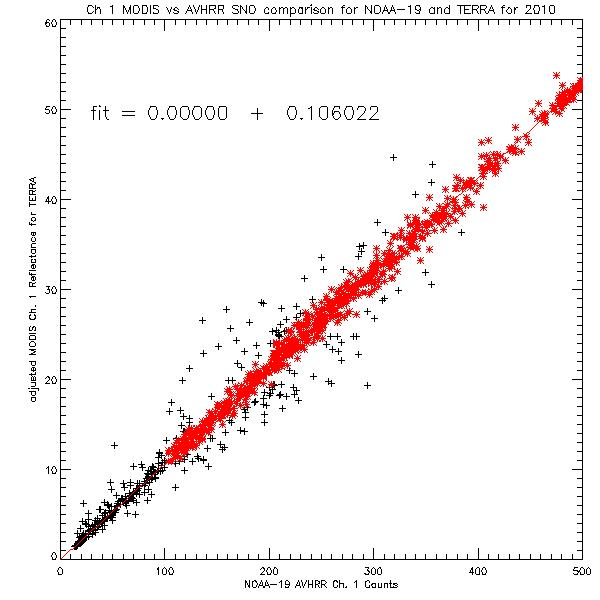 Ch 1 MODIS vs AVHRR SNO comparison for NOAA-19 and TERRA for 2010
60
fit = 0.00000 + 0.106022
50
40
adjusted MODIS Ch. 1 Reflectance for TERRA
30
20
10
0
0 100 200 300 400 500
NOAA-19 AVHRR Ch. 1 Counts